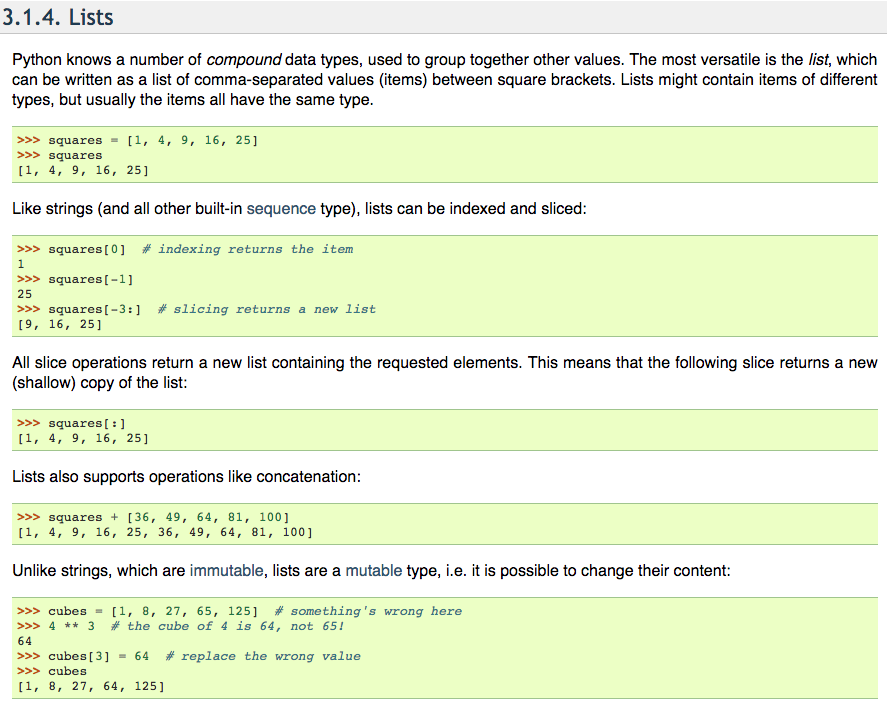 3.1.4. Lists
Python knows a number of compound data types, used to group together other values. The most versatile is the list, which
can be written as a list of comma-separated values (items) between square brackets. Lists might contain items of different
types, but usually the items all have the same type.
>>> squares = [1, 4, 9, 16, 25]
>>> squares
[1, 4, 9, 16, 25]
Like strings (and all other built-in sequence type), lists can be indexed and sliced:
>>> squares[0]  # indexing returns the item
1
>>> squares[-1]
25
>>> squares[-3:]  # slicing returns a new list
[9, 16, 25]
All slice operations return a new list containing the requested elements. This means that the following slice returns a new
(shallow) copy of the list:
>>> squares[:]
[1, 4, 9, 16, 25]
Lists also supports operations like concatenation:
>>> squares + [36, 49, 64, 81, 100]
[1, 4, 9, 16, 25, 36, 49, 64, 81, 100]
Unlike strings, which are immutable, lists are a mutable type, i.e. it is possible to change their content:
>>> cubes = [1, 8, 27, 65, 125]  # something's wrong here
>>> 4 ** 3  # the cube of 4 is 64, not 65!
64
>>> cubes[3] = 64  # replace the wrong value
>>> cubes
[1, 8, 27, 64, 125]